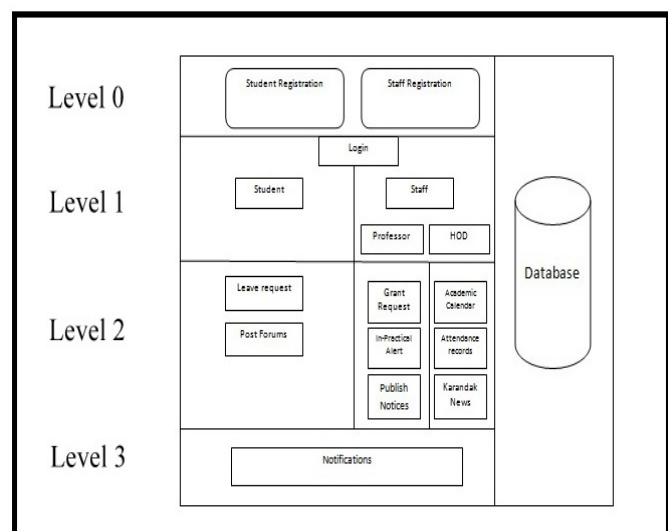 Level 0
Student Registration
Staff Registration
Login
Level 1
Student
Staff
Professor
HOD
Database
Level 2
Leave request
Post Forums
Grant
Request
Academic
Calendar
In-Practical
Alert
Attendance
records
Publish
Notices
Karandak
News
Level 3
Notifications